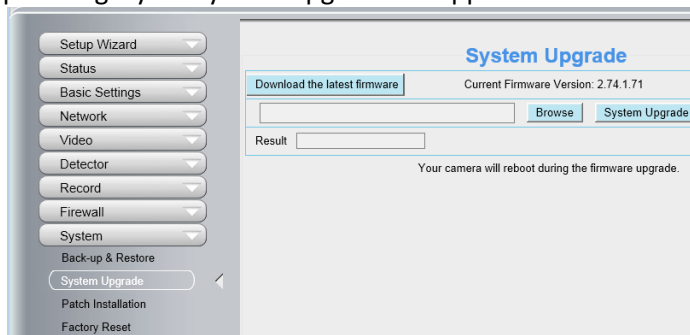 Setup Wizard
Status
Basic Settings
Network
Video
Detector
Record
Firewall
System
Back-up & Restore
System Upgrade
Patch Installation
Factory Reset
System Upgrade
Download the latest firmware Current Firmware Version: 2.74.1.71
Browse System Upgrade
Result
Your camera will reboot during the firmware upgrade.